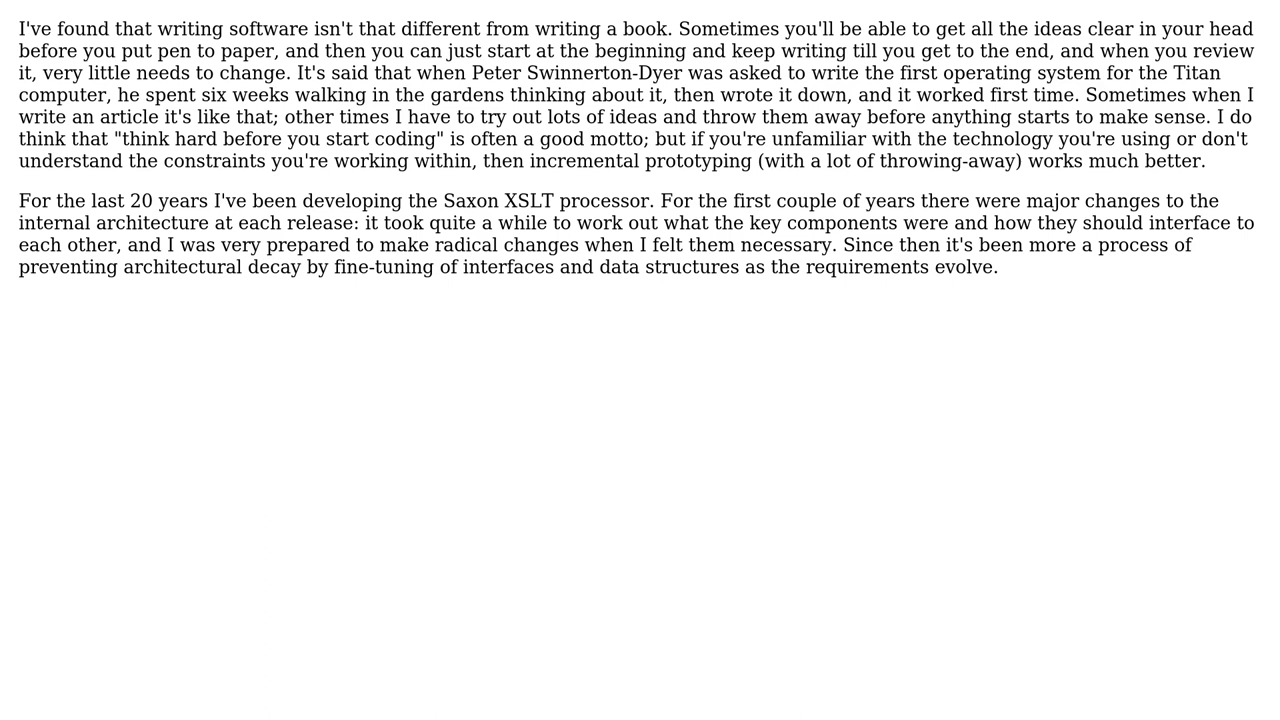 I've found that writing software isn't that different from writing a book. Sometimes you'll be able to get all the ideas clear in your head
before you put pen to paper, and then you can just start at the beginning and keep writing till you get to the end, and when you review
it, very little needs to change. It's said that when Peter Swinnerton-Dyer was asked to write the first operating system for the Titan
computer, he spent six weeks walking in the gardens thinking about it, then wrote it down, and it worked first time. Sometimes when I
write an article it's like that; other times I have to try out lots of ideas and throw them away before anything starts to make sense. I do
think that "think hard before you start coding" is often a good motto; but if you're unfamiliar with the technology you're using or don't
understand the constraints you're working within, then incremental prototyping (with a lot of throwing-away) works much better.
For the last 20 years I've been developing the Saxon XSLT processor. For the first couple of years there were major changes to the
internal architecture at each release: it took quite a while to work out what the key components were and how they should interface to
each other, and I was very prepared to make radical changes when I felt them necessary. Since then it's been more a process of
preventing architectural decay by fine-tuning of interfaces and data structures as the requirements evolve.